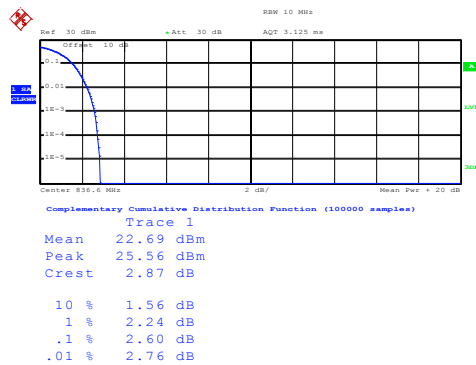 RBW 10 MHz
Ref 30 dBm
Att 30 dB
AQT 3.125 ms
Offset 10 dB
0.1
A
1 SA
CLRWR
0.01
1E-3
LVL
1E-4
1E-5
3DB
Center 836.6 MHz
2 dB/
Mean Pwr + 20 dB
Complementary Cumulative Distribution Function (100000 samples)
Trace 1
Mean 22.69 dBm
Peak 25.56 dBm
Crest 2.87 dB
10 % 1.56 dB
1 % 2.24 dB
.1 % 2.60 dB
.01 % 2.76 dB